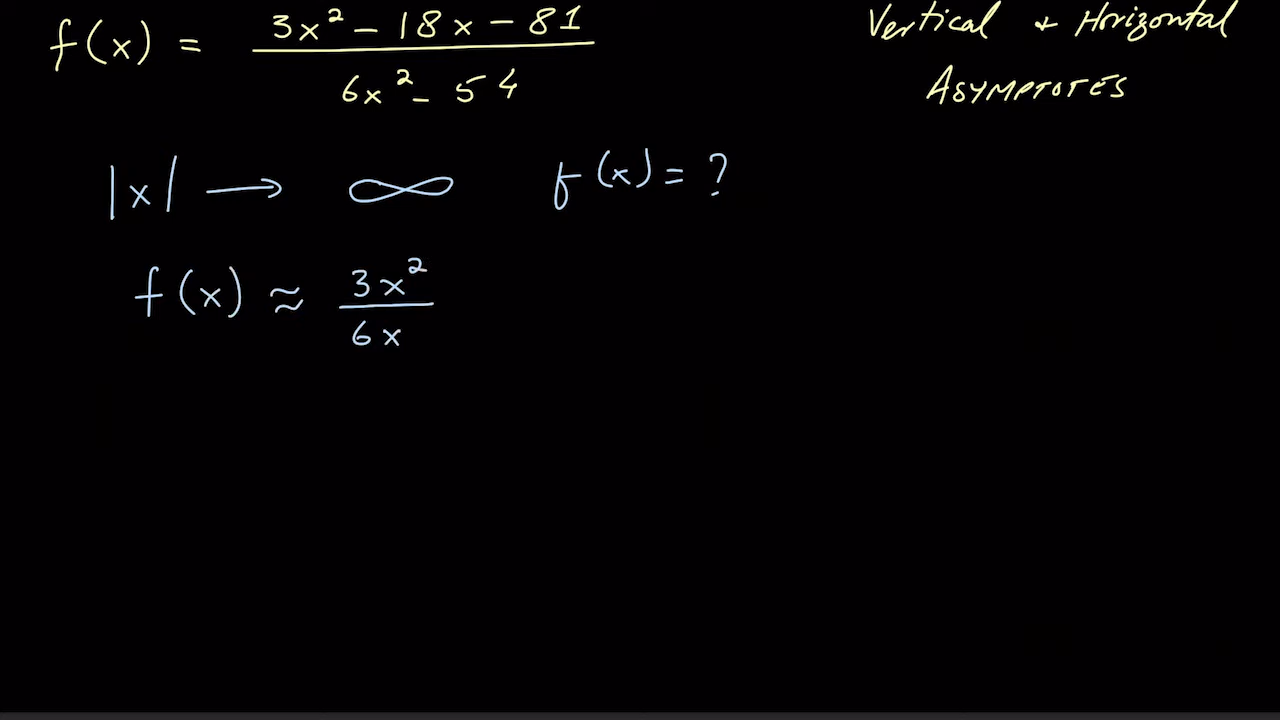 f(x) = (3x² - 18x - 81) / (6x² - 54)
Vertical + Horizontal
ASYMPTOTES
|x| → ∞ f(x) = ?
f(x) ≈ 3x² / 6x